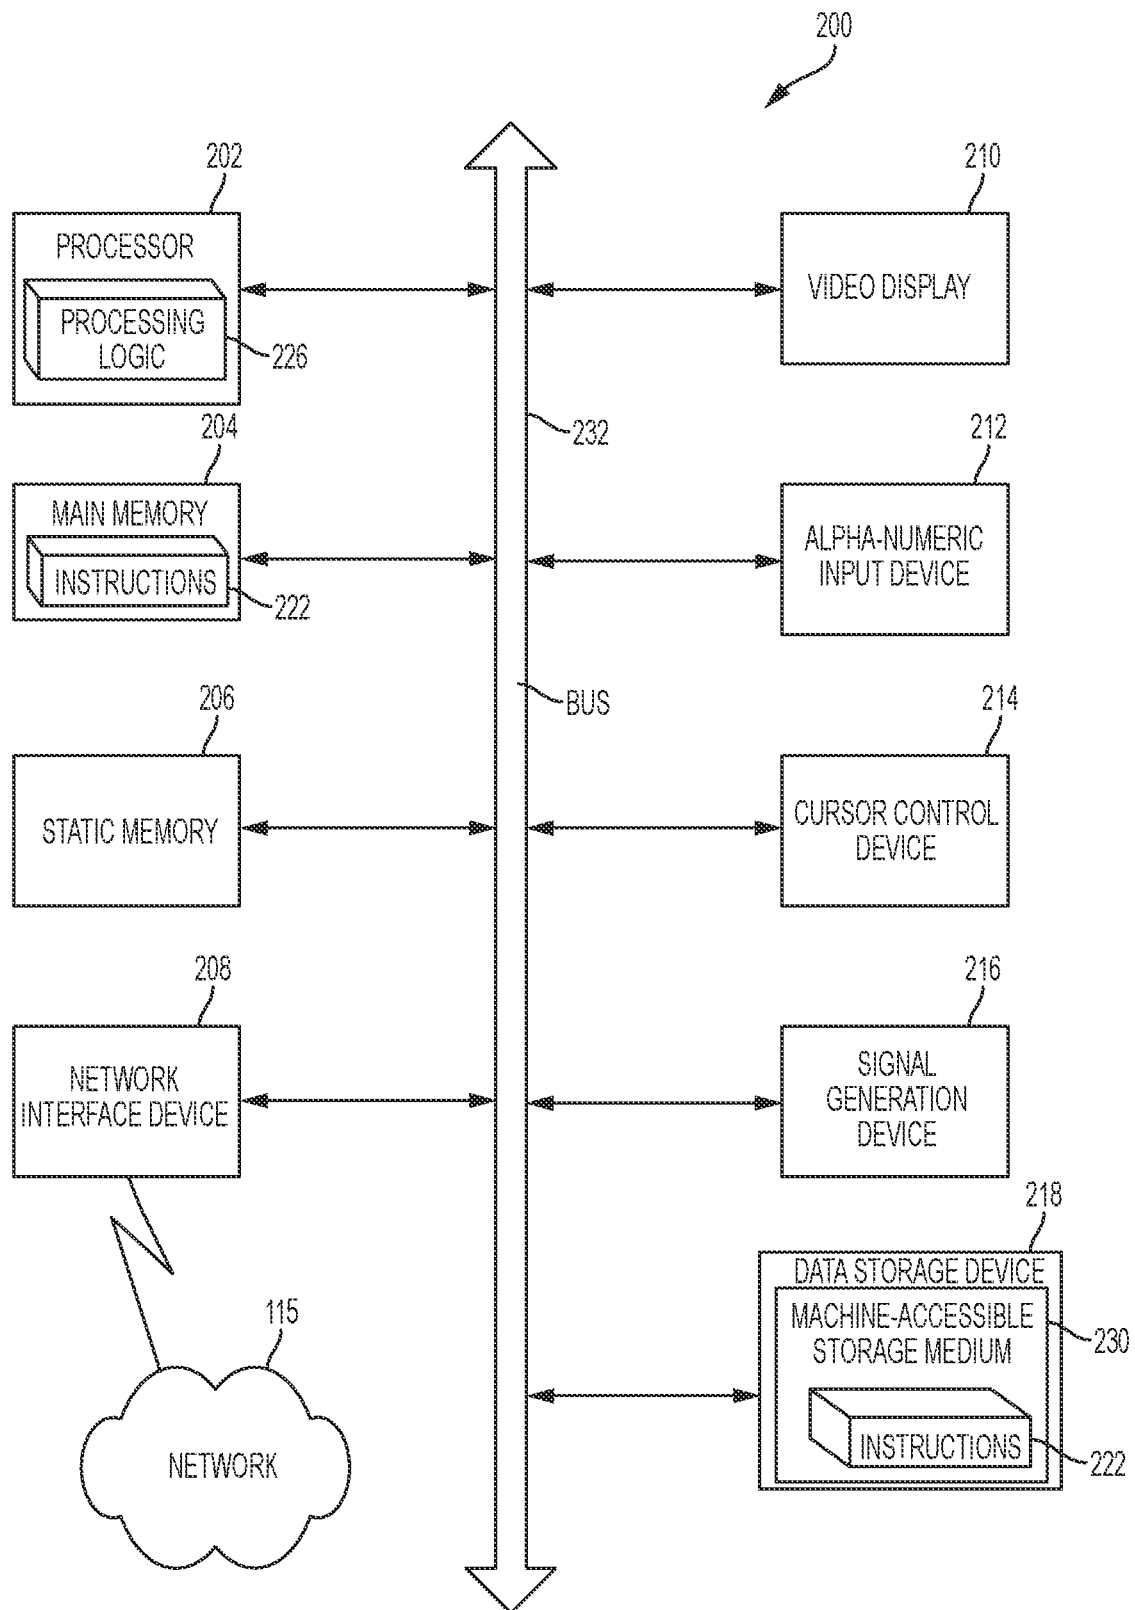 200
202
PROCESSOR
PROCESSING
LOGIC
226
204
MAIN MEMORY
INSTRUCTIONS
222
206
STATIC MEMORY
208
NETWORK
INTERFACE DEVICE
115
NETWORK
232
BUS
210
VIDEO DISPLAY
212
ALPHA-NUMERIC
INPUT DEVICE
214
CURSOR CONTROL
DEVICE
216
SIGNAL
GENERATION
DEVICE
218
DATA STORAGE DEVICE
MACHINE-ACCESSIBLE
STORAGE MEDIUM
230
INSTRUCTIONS
222